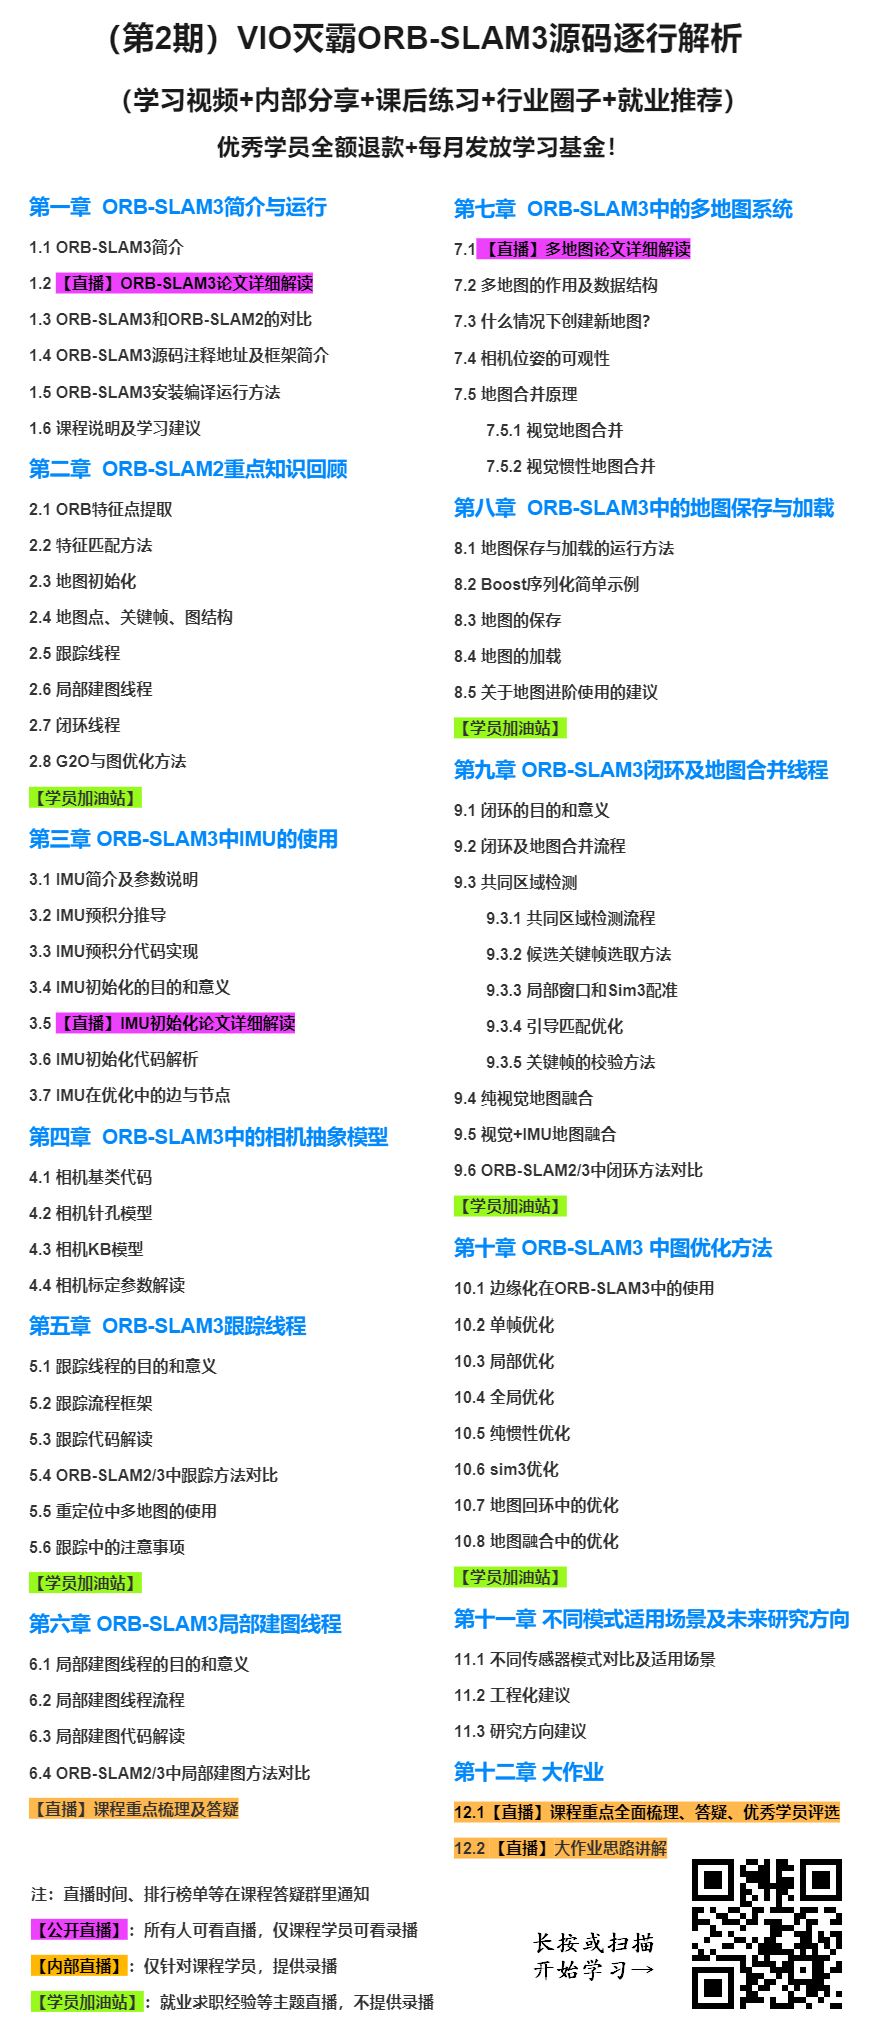 （第2期）VIO灭霸ORB-SLAM3源码逐行解析
（学习视频+内部分享+课后练习+行业圈子+就业推荐）
优秀学员全额退款+每月发放学习基金！
第一章 ORB-SLAM3简介与运行
1.1 ORB-SLAM3简介
1.2 【直播】ORB-SLAM3论文详细解读
1.3 ORB-SLAM3和ORB-SLAM2的对比
1.4 ORB-SLAM3源码注释地址及框架简介
1.5 ORB-SLAM3安装编译运行方法
1.6 课程说明及学习建议
第二章 ORB-SLAM2重点知识回顾
2.1 ORB特征点提取
2.2 特征匹配方法
2.3 地图初始化
2.4 地图点、关键帧、图结构
2.5 跟踪线程
2.6 局部建图线程
2.7 闭环线程
2.8 G2O与图优化方法
【学员加油站】
第三章 ORB-SLAM3中IMU的使用
3.1 IMU简介及参数说明
3.2 IMU预积分推导
3.3 IMU预积分代码实现
3.4 IMU初始化的目的和意义
3.5 【直播】IMU初始化论文详细解读
3.6 IMU初始化代码解析
3.7 IMU在优化中的边与节点
第四章 ORB-SLAM3中的相机抽象模型
4.1 相机基类代码
4.2 相机针孔模型
4.3 相机KB模型
4.4 相机标定参数解读
第五章 ORB-SLAM3跟踪线程
5.1 跟踪线程的目的和意义
5.2 跟踪流程框架
5.3 跟踪代码解读
5.4 ORB-SLAM2/3中跟踪方法对比
5.5 重定位中多地图的使用
5.6 跟踪中的注意事项
【学员加油站】
第六章 ORB-SLAM3局部建图线程
6.1 局部建图线程的目的和意义
6.2 局部建图线程流程
6.3 局部建图代码解读
6.4 ORB-SLAM2/3中局部建图方法对比
【直播】课程重点梳理及答疑
第七章 ORB-SLAM3中的多地图系统
7.1 【直播】多地图论文详细解读
7.2 多地图的作用及数据结构
7.3 什么情况下创建新地图？
7.4 相机位姿的可观性
7.5 地图合并原理
7.5.1 视觉地图合并
7.5.2 视觉惯性地图合并
第八章 ORB-SLAM3中的地图保存与加载
8.1 地图保存与加载的运行方法
8.2 Boost序列化简单示例
8.3 地图的保存
8.4 地图的加载
8.5 关于地图进阶使用的建议
【学员加油站】
第九章 ORB-SLAM3闭环及地图合并线程
9.1 闭环的目的和意义
9.2 闭环及地图合并流程
9.3 共同区域检测
9.3.1 共同区域检测流程
9.3.2 候选关键帧选取方法
9.3.3 局部窗口和Sim3配准
9.3.4 引导匹配优化
9.3.5 关键帧的校验方法
9.4 纯视觉地图融合
9.5 视觉+IMU地图融合
9.6 ORB-SLAM2/3中闭环方法对比
【学员加油站】
第十章 ORB-SLAM3 中图优化方法
10.1 边缘化在ORB-SLAM3中的使用
10.2 单帧优化
10.3 局部优化
10.4 全局优化
10.5 纯惯性优化
10.6 sim3优化
10.7 地图回环中的优化
10.8 地图融合中的优化
【学员加油站】
第十一章 不同模式适用场景及未来研究方向
11.1 不同传感器模式对比及适用场景
11.2 工程化建议
11.3 研究方向建议
第十二章 大作业
12.1【直播】课程重点全面梳理、答疑、优秀学员评选
12.2 【直播】大作业思路讲解
注：直播时间、排行榜单等在课程答疑群里通知
【公开直播】：所有人可看直播，仅课程学员可看录播
【内部直播】：仅针对课程学员，提供录播
【学员加油站】：就业求职经验等主题直播，不提供录播
长按或扫描
开始学习→